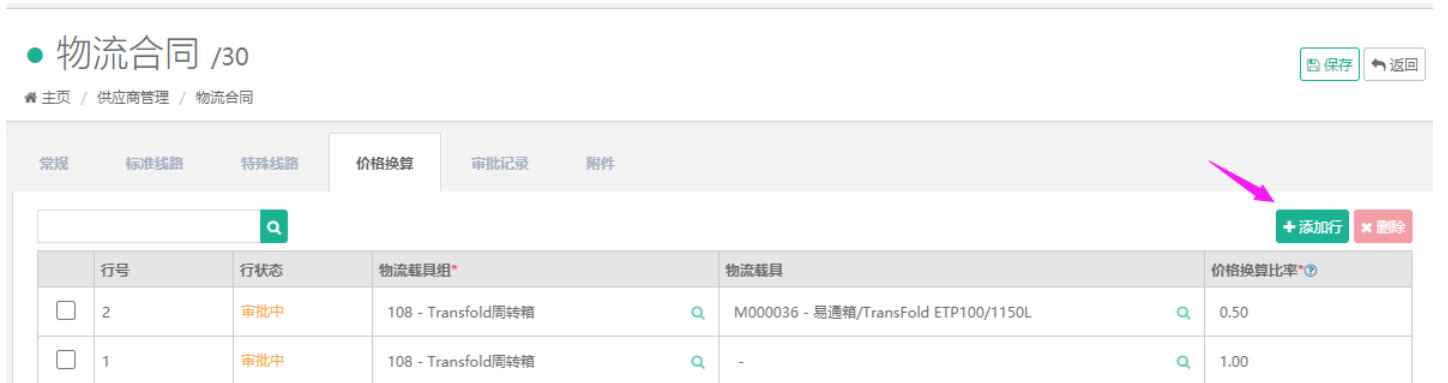 物流合同 /30
保存 返回
主页 / 供应商管理 / 物流合同
常规 标准线路 特殊线路 价格换算 审批记录 附件
添加行 删除
行号 行状态 物流载具组* 物流载具 价格换算比率*
2 审批中 108 - Transfold周转箱 M000036 - 易通箱/TransFold ETP100/1150L 0.50
1 审批中 108 - Transfold周转箱 - 1.00